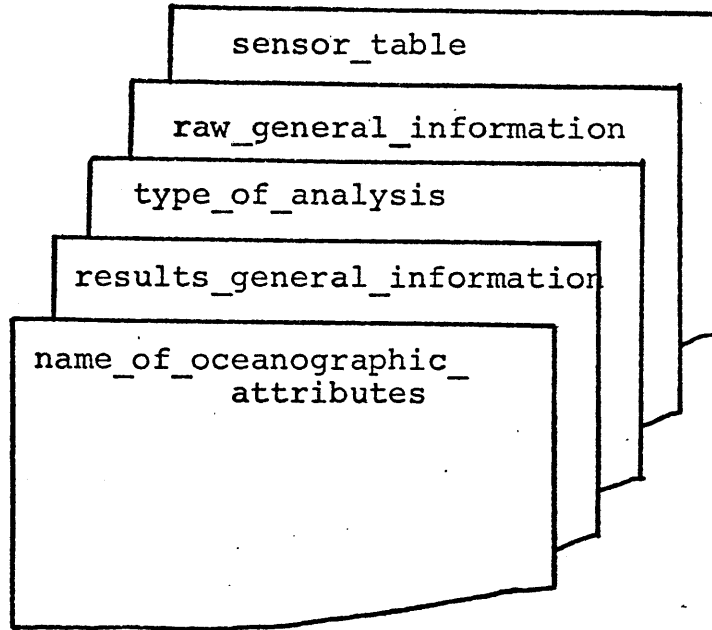 sensor_table
raw_general_information
type_of_analysis
results_general_information
name_of_oceanographic_
attributes